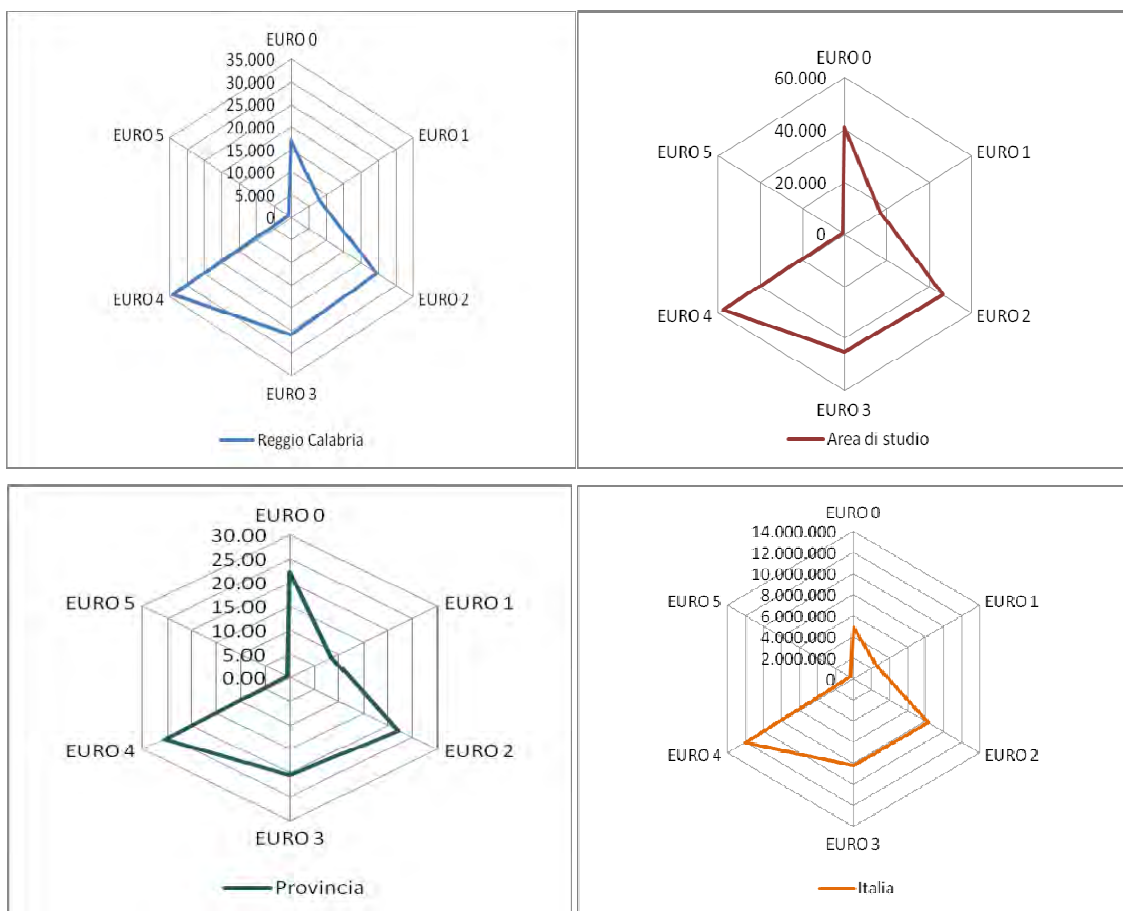 EURO 0
35.000
30.000
25.000
20.000
15.000
10.000
5.000
0
EURO 1
EURO 2
EURO 3
EURO 4
EURO 5
Reggio Calabria
EURO 0
60.000
40.000
20.000
0
EURO 1
EURO 2
EURO 3
EURO 4
EURO 5
Area di studio
EURO 0
30.00
25.00
20.00
15.00
10.00
5.00
0.00
EURO 1
EURO 2
EURO 3
EURO 4
EURO 5
Provincia
EURO 0
14.000.000
12.000.000
10.000.000
8.000.000
6.000.000
4.000.000
2.000.000
0
EURO 1
EURO 2
EURO 3
EURO 4
EURO 5
Italia